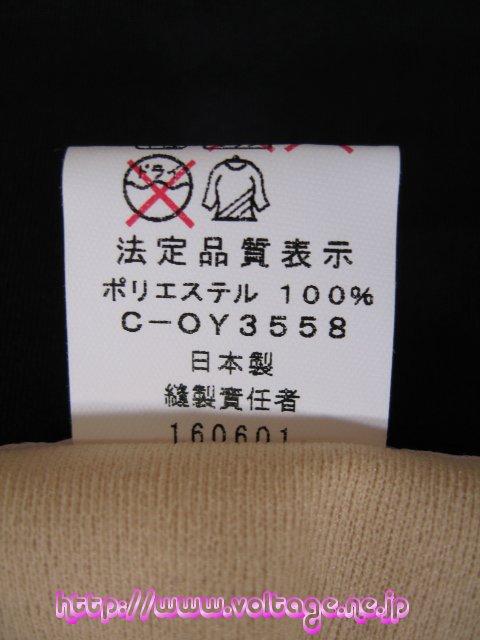 ドライ
法定品質表示
ポリエステル 100%
C-OY3558
日本製
縫製責任者
160601
http://www.voltage.ne.jp